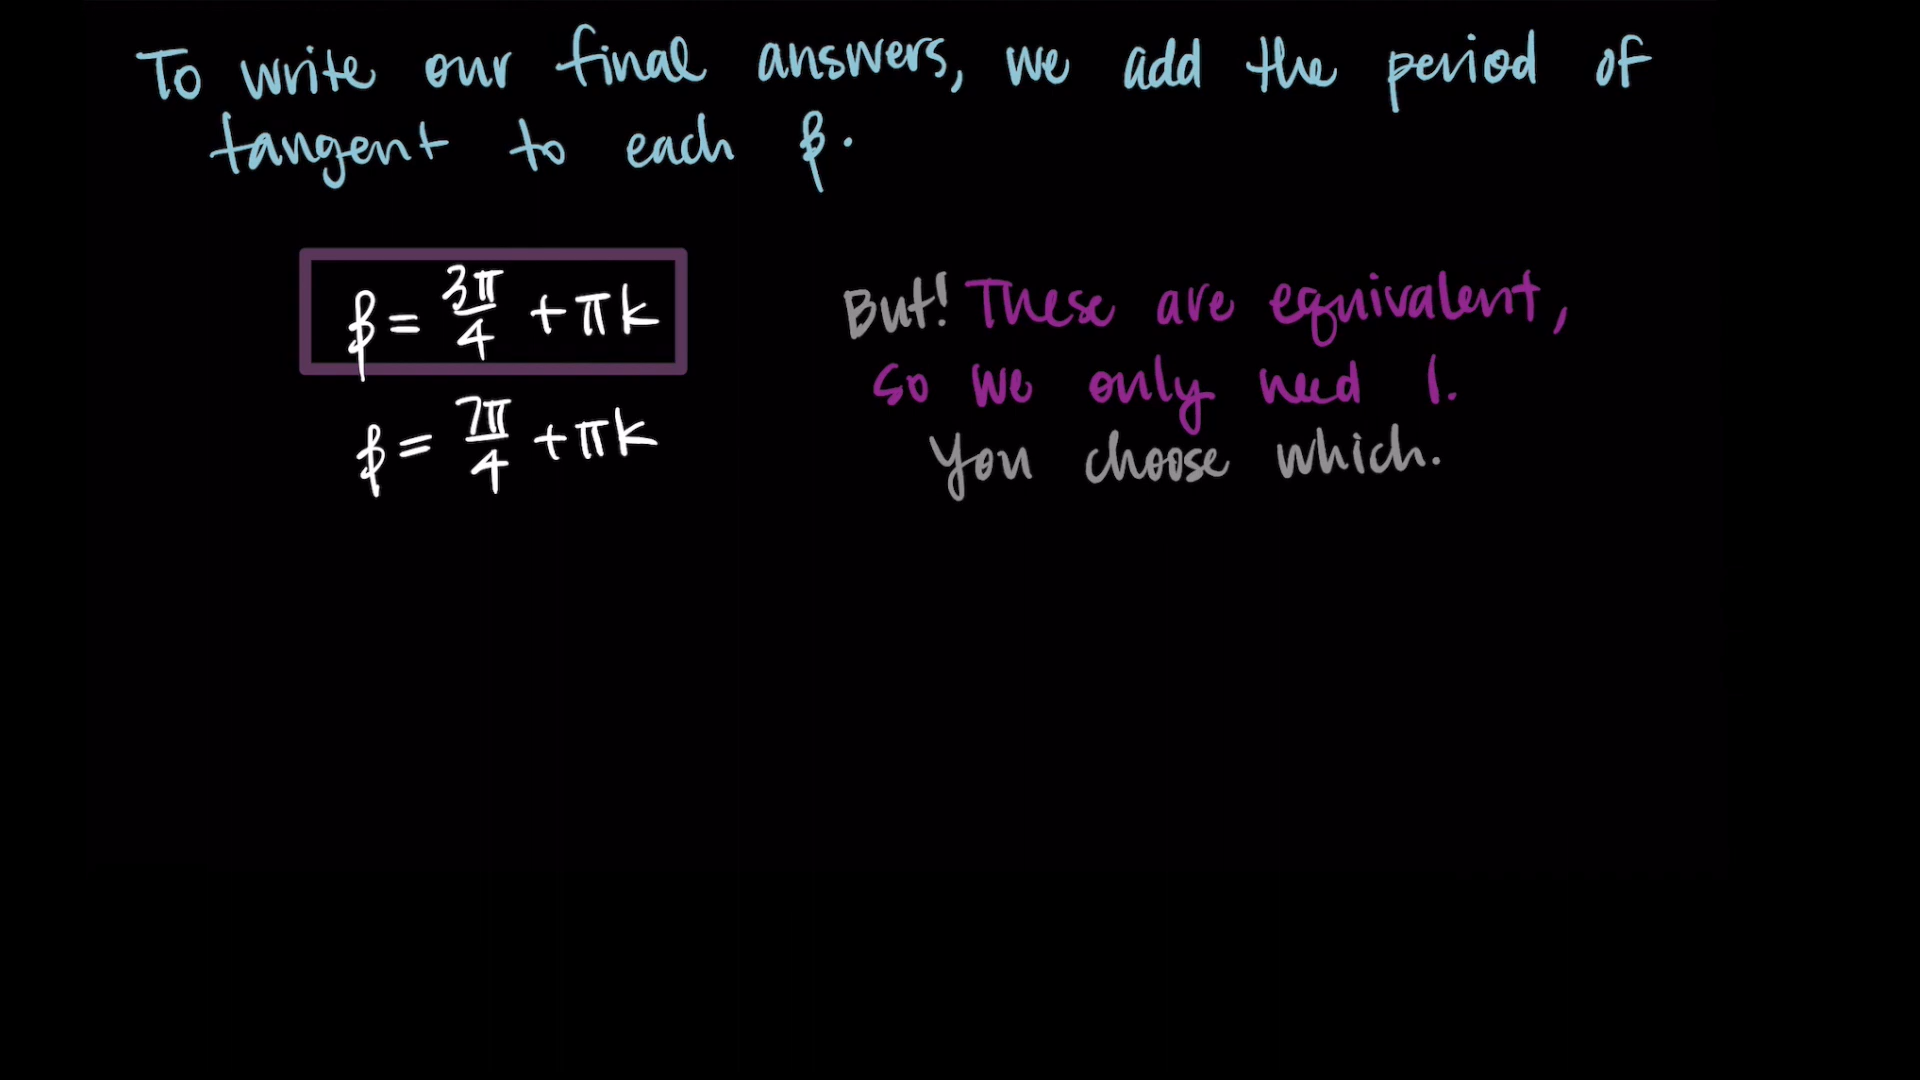 To write our final answers, we add the period of
tangent to each β.
β = 3π/4 + πk
β = 7π/4 + πk
But! These are equivalent,
so we only need 1.
You choose which.